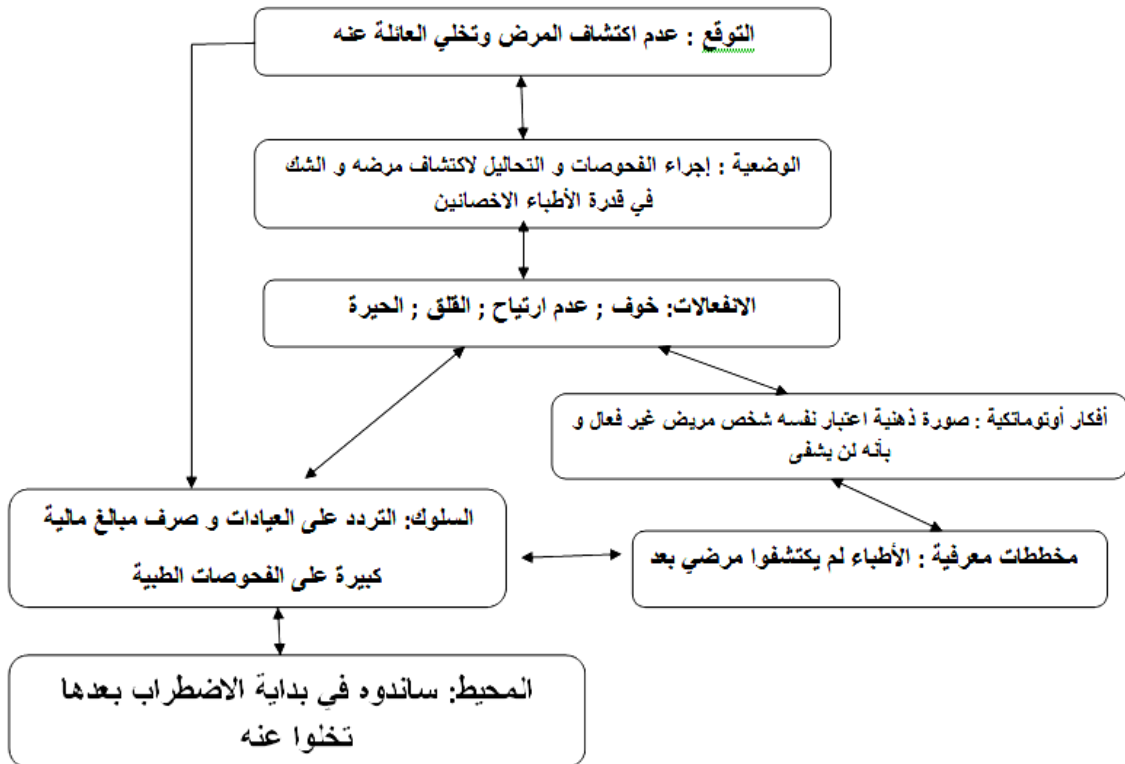 التوقع : عدم اكتشاف المرض وتخلي العائلة عنه
الوضعية : إجراء الفحوصات و التحاليل لاكتشاف مرضه و الشك
في قدرة الأطباء الاخصانين
الانفعالات: خوف ; عدم ارتياح ; القلق ; الحيرة
أفكار أوتوماتكية : صورة ذهنية اعتبار نفسه شخص مريض غير فعال و
بأنه لن يشفى
السلوك: التردد على العيادات و صرف مبالغ مالية
كبيرة على الفحوصات الطبية
مخططات معرفية : الأطباء لم يكتشفوا مرضي بعد
المحيط: ساندوه في بداية الاضطراب بعدها
تخلوا عنه